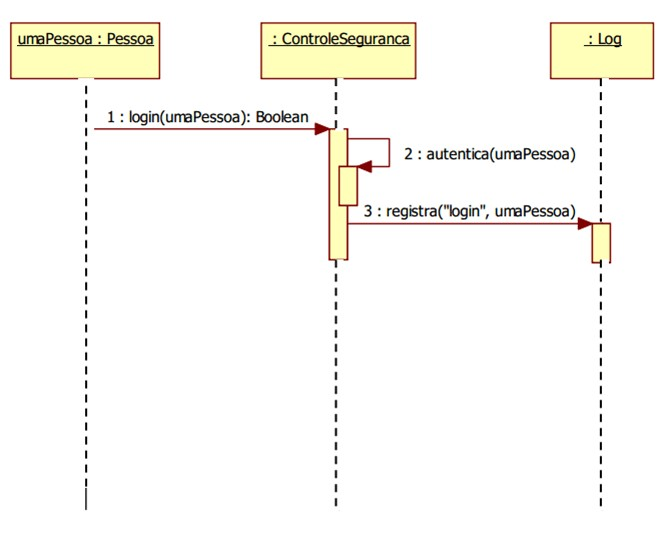 umaPessoa : Pessoa
: ControleSeguranca
: Log
1 : login(umaPessoa): Boolean
2 : autentica(umaPessoa)
3 : registra("login", umaPessoa)